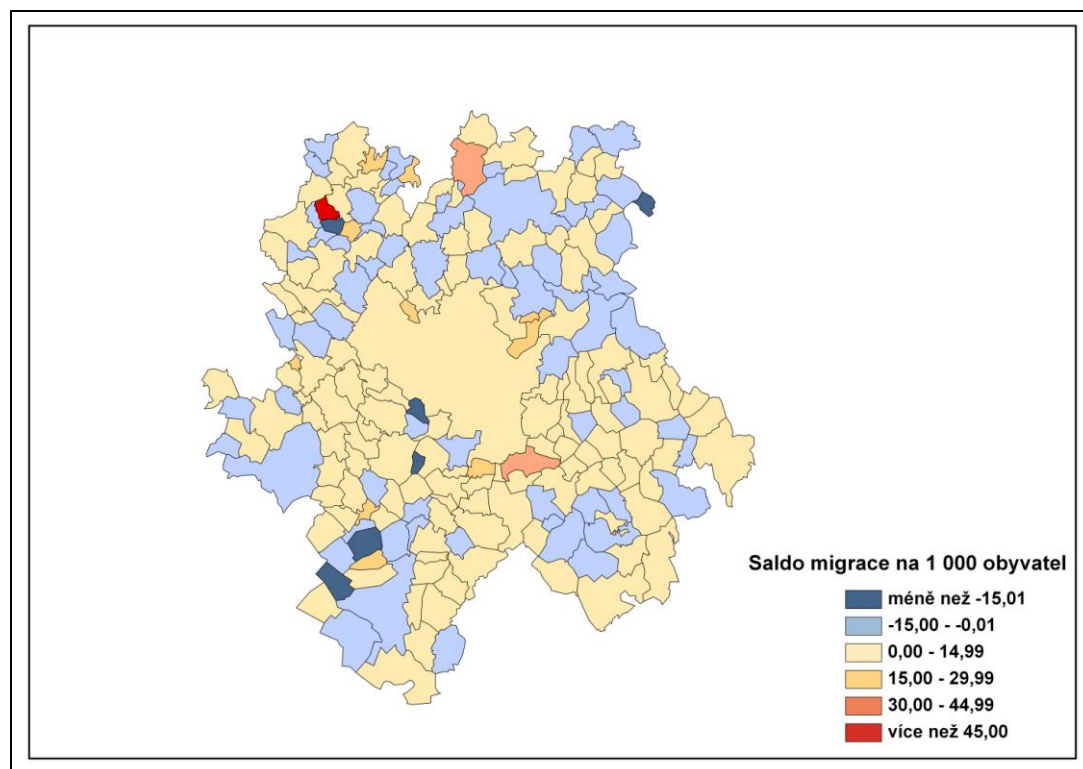 Saldo migrace na 1 000 obyvatel
méně než -15,01
-15,00 - -0,01
0,00 - 14,99
15,00 - 29,99
30,00 - 44,99
více než 45,00